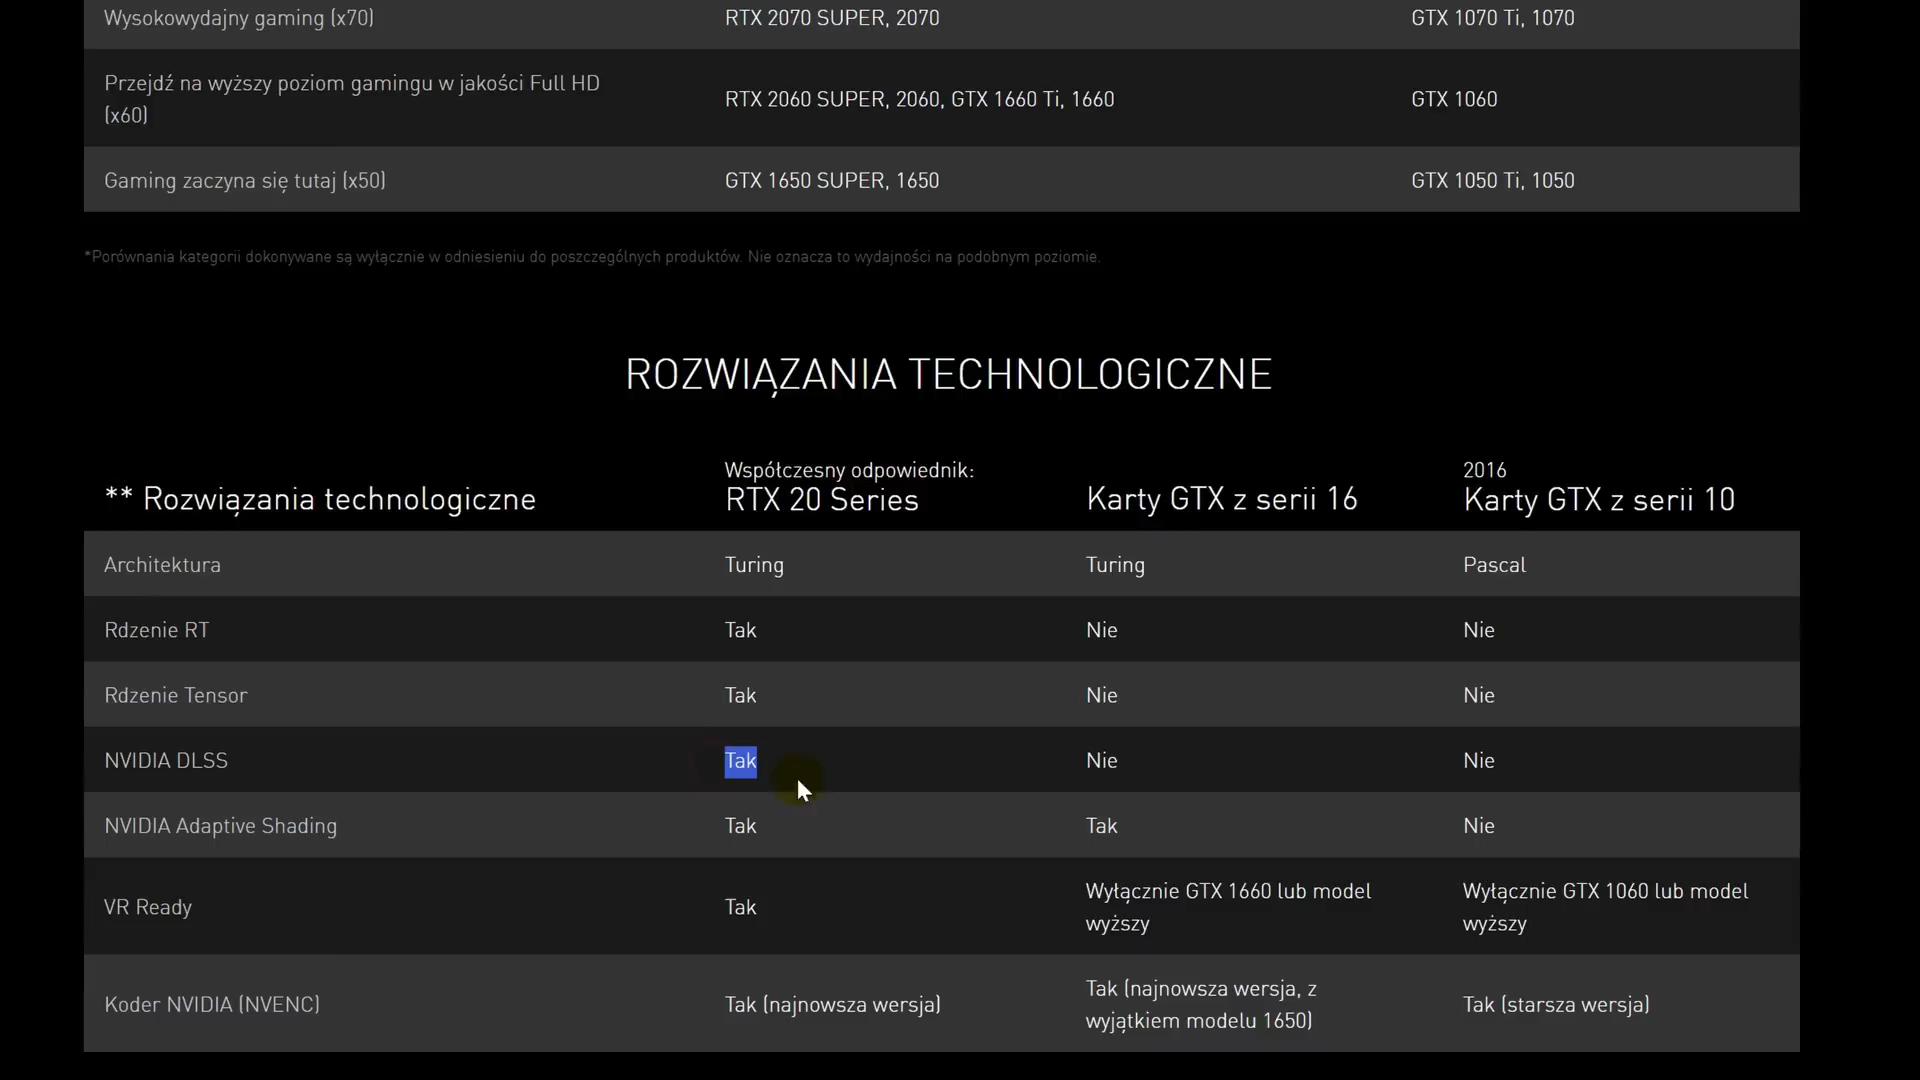 Wysokowydajny gaming (x70) RTX 2070 SUPER, 2070 GTX 1070 Ti, 1070
Przejdź na wyższy poziom gamingu w jakości Full HD
(x60) RTX 2060 SUPER, 2060, GTX 1660 Ti, 1660 GTX 1060
Gaming zaczyna się tutaj (x50) GTX 1650 SUPER, 1650 GTX 1050 Ti, 1050
*Porównania kategorii dokonywane są wyłącznie w odniesieniu do poszczególnych produktów. Nie oznacza to wydajności na podobnym poziomie.
ROZWIĄZANIA TECHNOLOGICZNE
Współczesny odpowiednik: 2016
** Rozwiązania technologiczne RTX 20 Series Karty GTX z serii 16 Karty GTX z serii 10
Architektura Turing Turing Pascal
Rdzenie RT Tak Nie Nie
Rdzenie Tensor Tak Nie Nie
NVIDIA DLSS Tak Nie Nie
NVIDIA Adaptive Shading Tak Tak Nie
VR Ready Tak Wyłącznie GTX 1660 lub model Wyłącznie GTX 1060 lub model
wyższy wyższy
Koder NVIDIA (NVENC) Tak (najnowsza wersja) Tak (najnowsza wersja, z Tak (starsza wersja)
wyjątkiem modelu 1650)